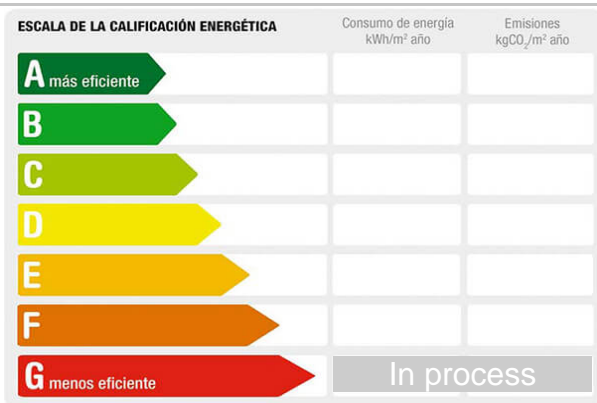 ESCALA DE LA CALIFICACIÓN ENERGÉTICA
Consumo de energía
kWh/m² año
Emisiones
kgCO₂/m² año
A más eficiente
B
C
D
E
F
G menos eficiente
In process